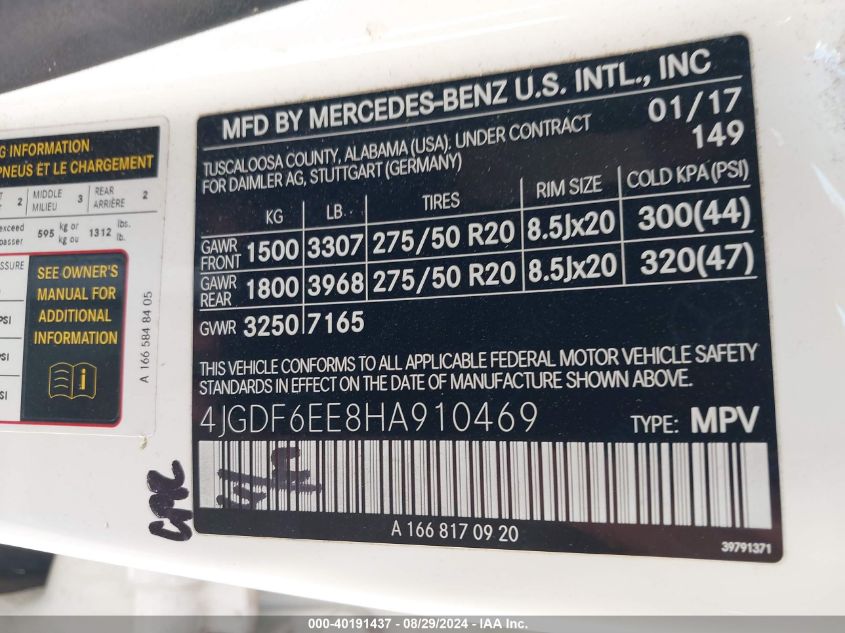 G INFORMATION
PNEUS ET LE CHARGEMENT
2 MIDDLE MILIEU 3 REAR ARRIÈRE 2
exceed 595 kg or 1312 lbs.
passer kg ou lb.
SSURE
PSI
PSI
SI
SEE OWNER'S
MANUAL FOR
ADDITIONAL
INFORMATION
A 166 584 84 05
MFD BY MERCEDES-BENZ U.S. INTL., INC
TUSCALOOSA COUNTY, ALABAMA (USA). UNDER CONTRACT 01/17
FOR DAIMLER AG, STUTTGART (GERMANY) 149
KG LB TIRES RIM SIZE COLD KPA (PSI)
GAWR FRONT 1500 3307 275/50 R20 8.5Jx20 300(44)
GAWR REAR 1800 3968 275/50 R20 8.5Jx20 320(47)
GVWR 3250 7165
THIS VEHICLE CONFORMS TO ALL APPLICABLE FEDERAL MOTOR VEHICLE SAFETY
STANDARDS IN EFFECT ON THE DATE OF MANUFACTURE SHOWN ABOVE.
4JGDF6EE8HA910469 TYPE: MPV
A 166 817 09 20
39791371
000-40191437 - 08/29/2024 - IAA Inc.